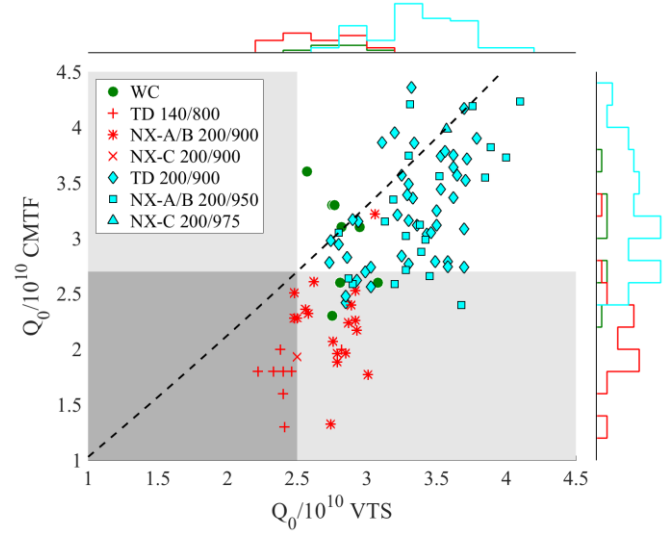 4.5
4
3.5
3
2.5
2
1.5
1
Q0/10^10 CMTF
WC
TD 140/800
NX-A/B 200/900
NX-C 200/900
TD 200/900
NX-A/B 200/950
NX-C 200/975
1 1.5 2 2.5 3 3.5 4 4.5
Q0/10^10 VTS